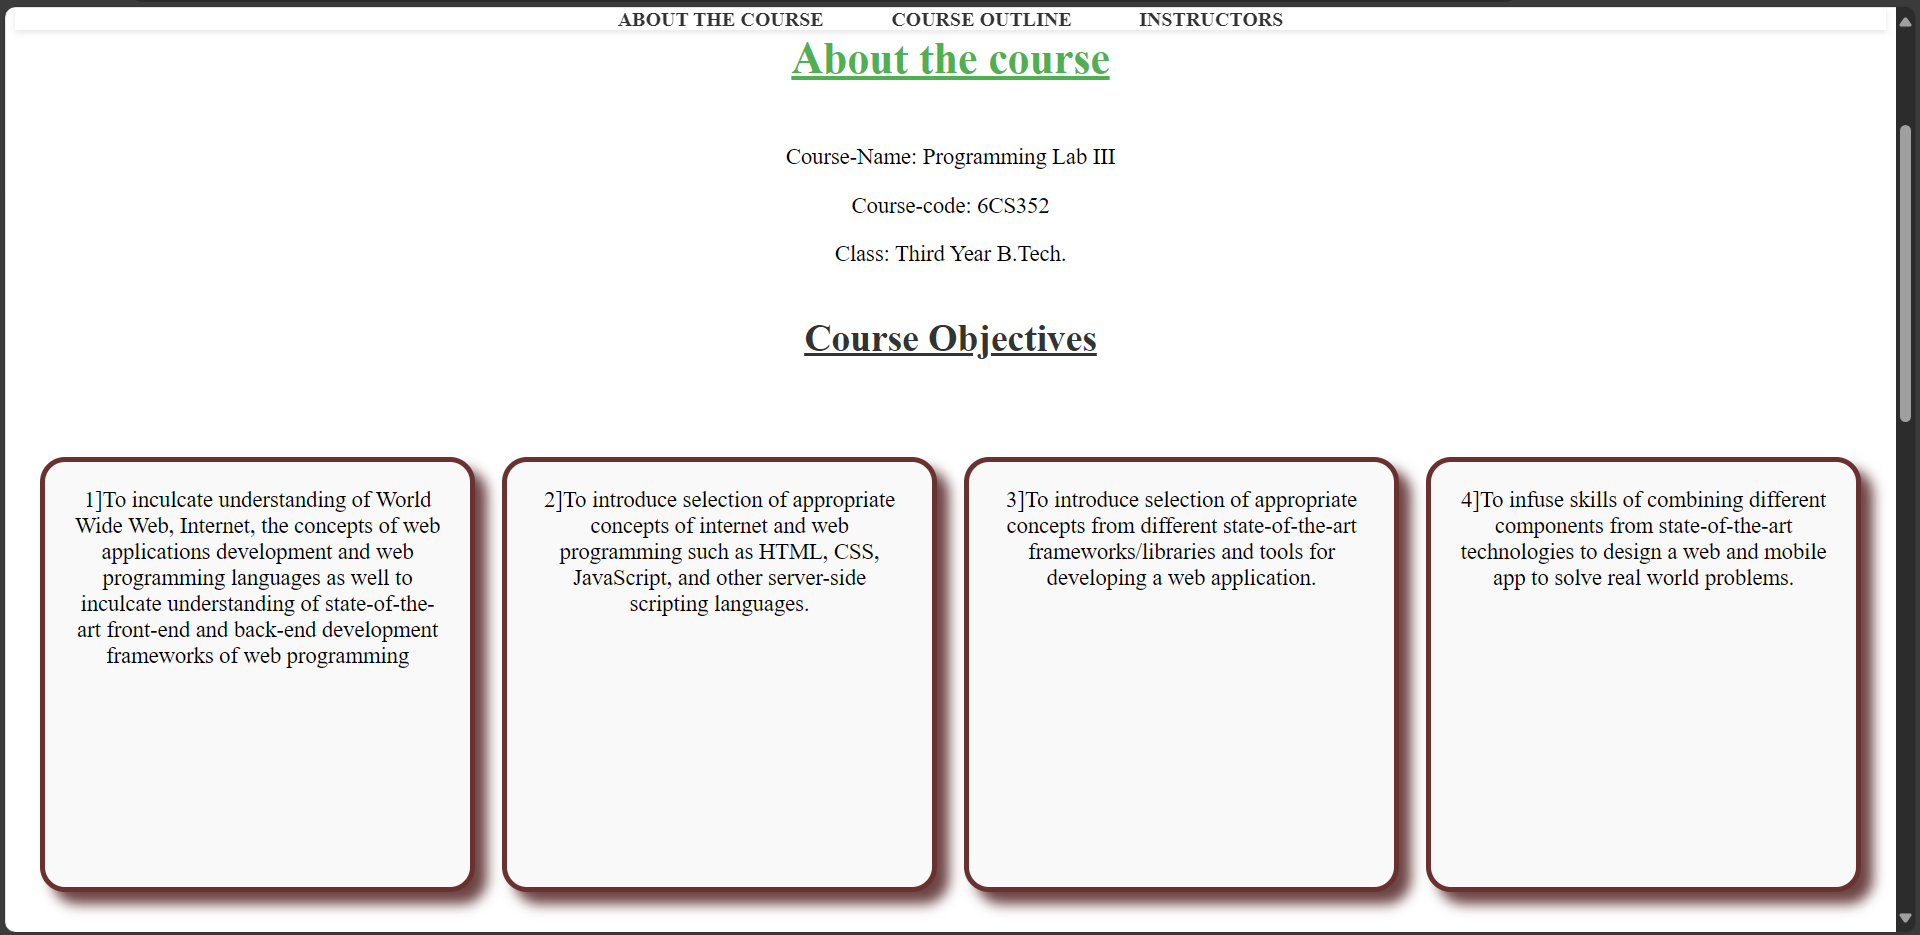 ABOUT THE COURSE COURSE OUTLINE INSTRUCTORS
About the course
Course-Name: Programming Lab III
Course-code: 6CS352
Class: Third Year B.Tech.
Course Objectives
1]To inculcate understanding of World
Wide Web, Internet, the concepts of web
applications development and web
programming languages as well to
inculcate understanding of state-of-the-
art front-end and back-end development
frameworks of web programming
2]To introduce selection of appropriate
concepts of internet and web
programming such as HTML, CSS,
JavaScript, and other server-side
scripting languages.
3]To introduce selection of appropriate
concepts from different state-of-the-art
frameworks/libraries and tools for
developing a web application.
4]To infuse skills of combining different
components from state-of-the-art
technologies to design a web and mobile
app to solve real world problems.